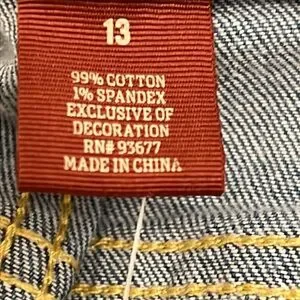 13
99% COTTON
1% SPANDEX
EXCLUSIVE OF
DECORATION
RN# 93677
MADE IN CHINA